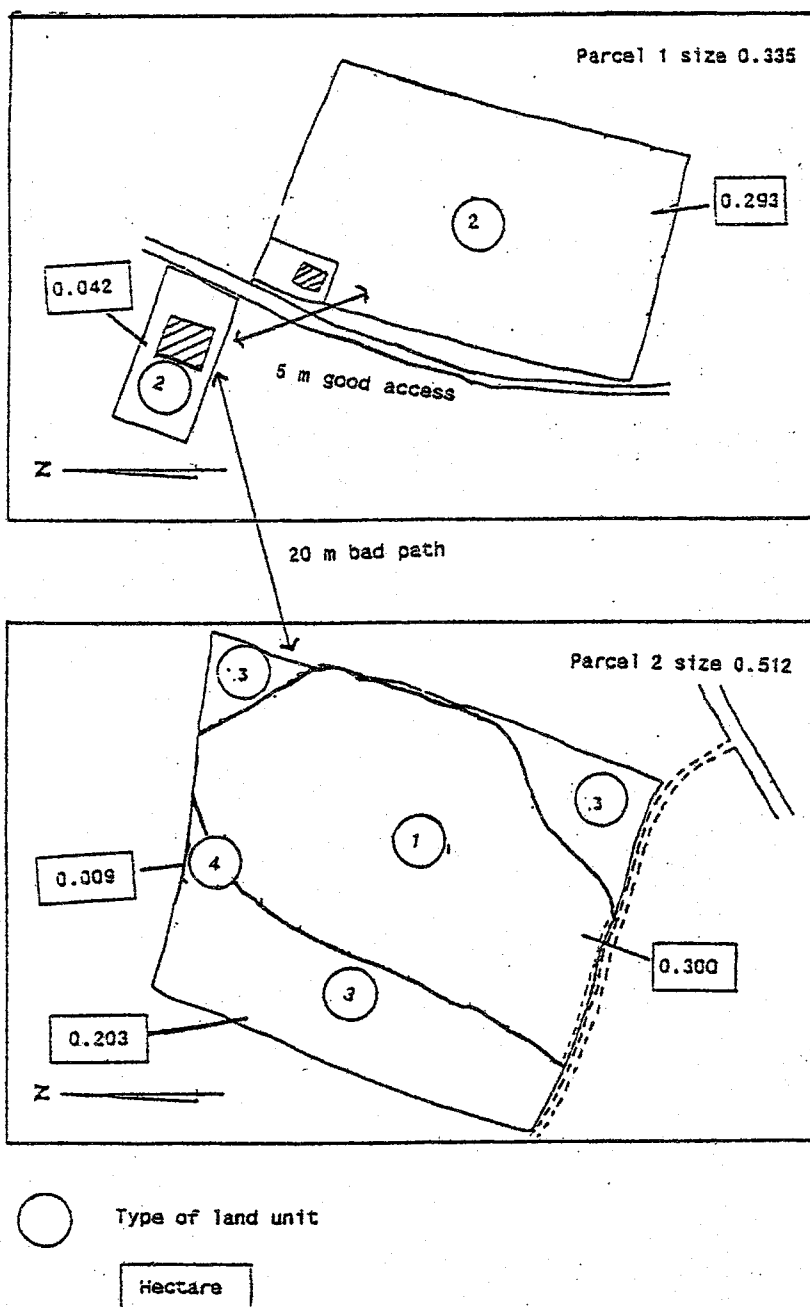 Parcel 1 size 0.335
2
0.293
0.042
2
5 m good access
N
20 m bad path
Parcel 2 size 0.512
.3
.3
1
4
0.009
0.300
3
0.203
N
Type of land unit
Hectare